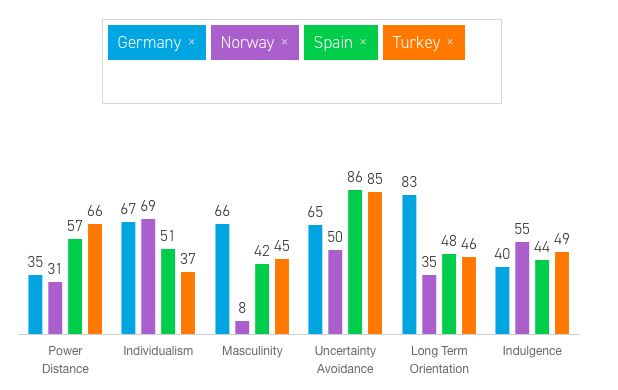 Germany × Norway × Spain × Turkey ×
35 31 57 66 67 69 51 37 66 8 42 45 65 50 86 85 83 35 48 46 40 55 44 49
Power Distance
Individualism
Masculinity
Uncertainty Avoidance
Long Term Orientation
Indulgence